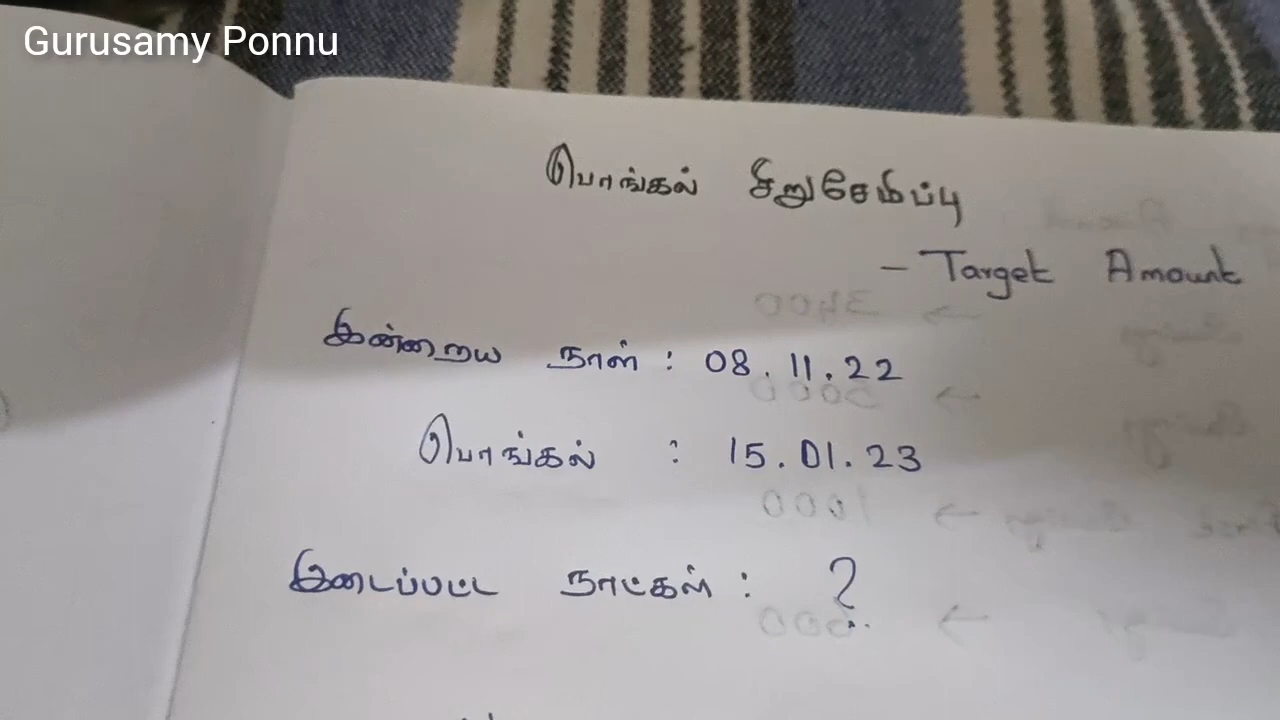 Gurusamy Ponnu
பொங்கல் சிறுசேமிப்பு
- Target Amount
இன்றைய நாள் : 08.11.22
பொங்கல் : 15.01.23
இடைப்பட்ட நாட்கள் : ?